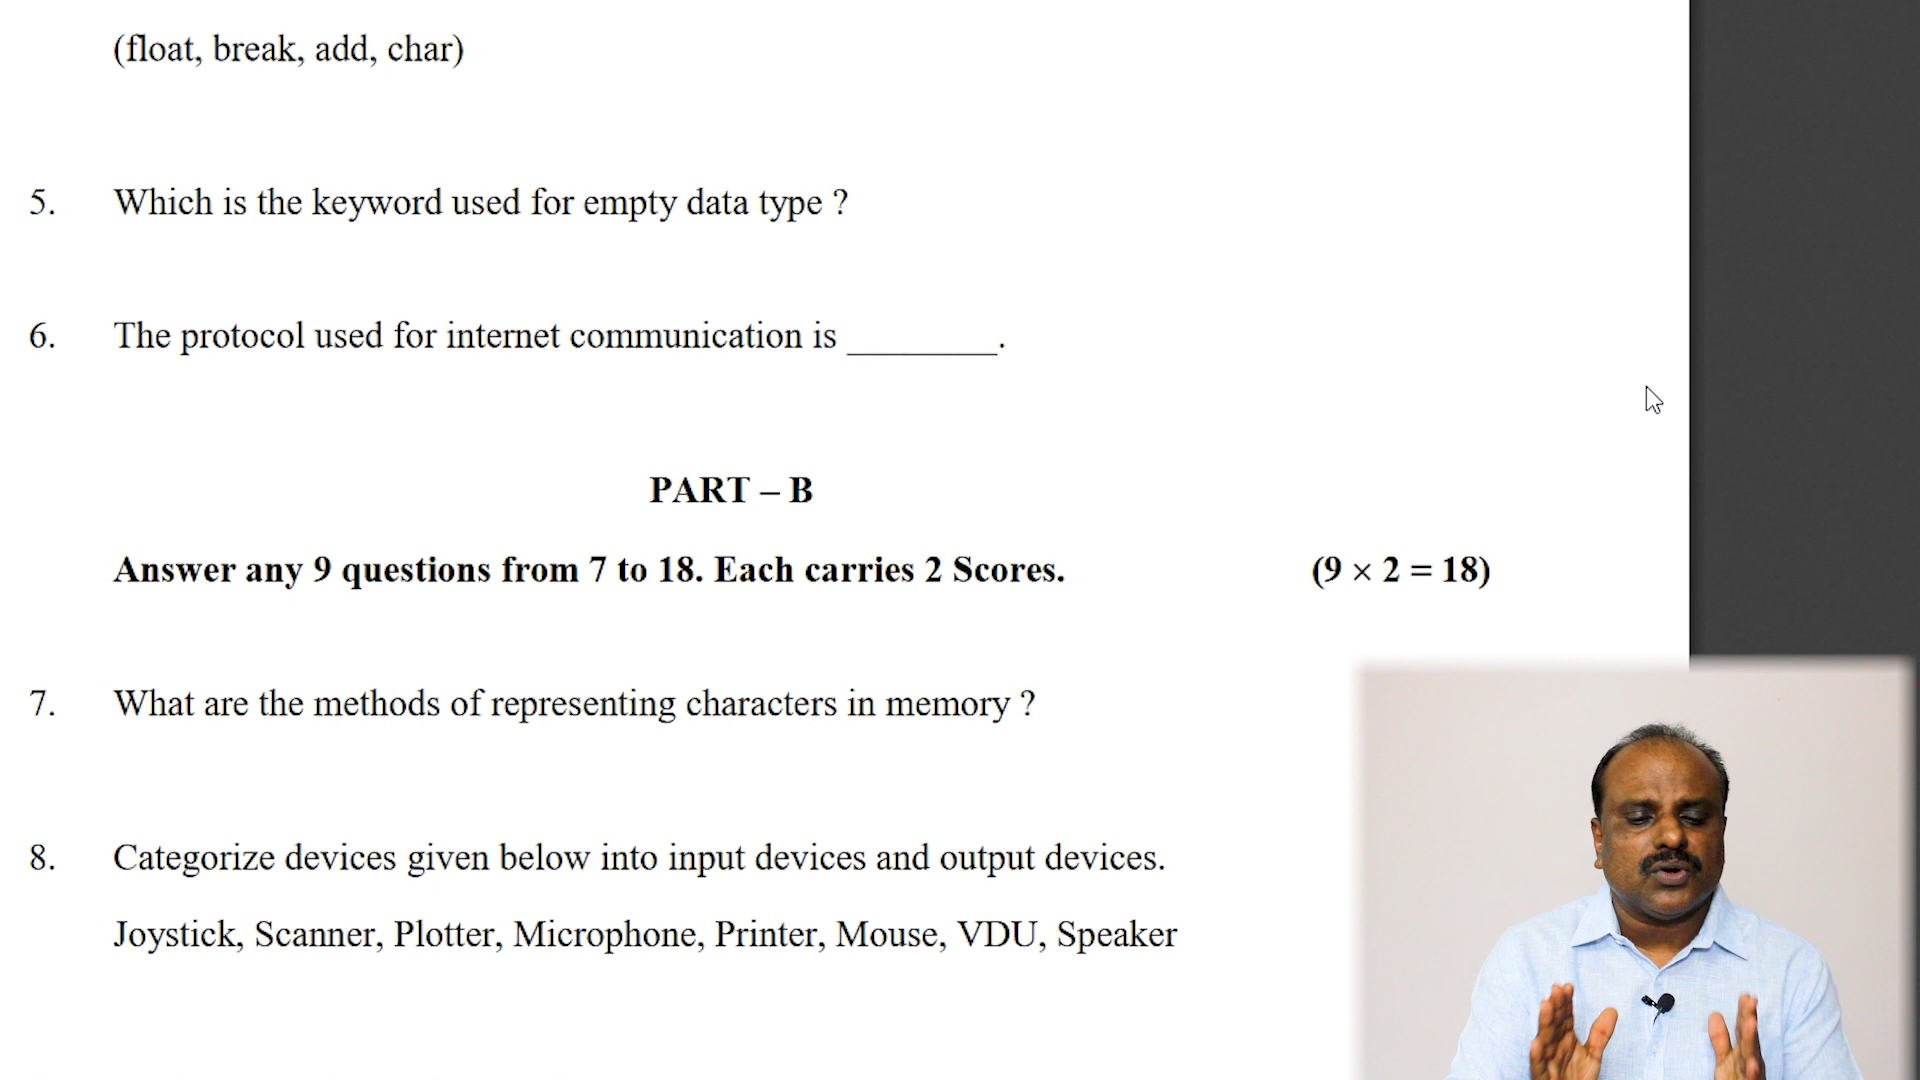 (float, break, add, char)
5. Which is the keyword used for empty data type ?
6. The protocol used for internet communication is ________.
PART – B
Answer any 9 questions from 7 to 18. Each carries 2 Scores. (9 × 2 = 18)
7. What are the methods of representing characters in memory ?
8. Categorize devices given below into input devices and output devices.
Joystick, Scanner, Plotter, Microphone, Printer, Mouse, VDU, Speaker